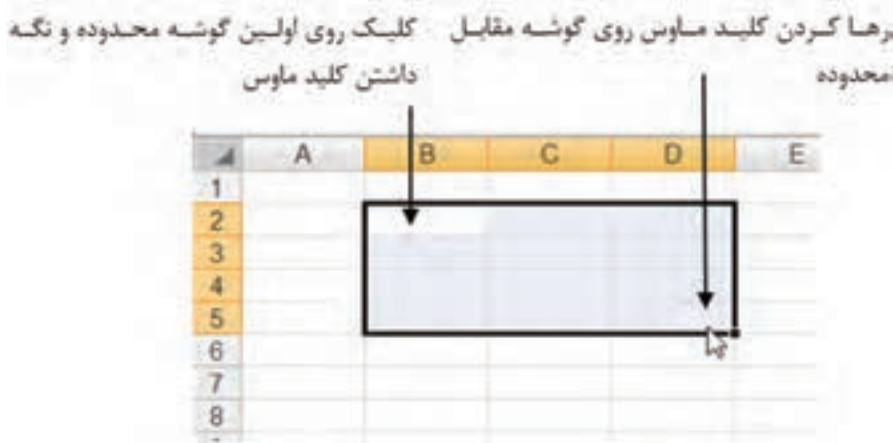 رها کردن کلید ماوس روی گوشه مقابل
محدوده
کلیک روی اولین گوشه محدوده و نگه
داشتن کلید ماوس
A B C D E
1
2
3
4
5
6
7
8